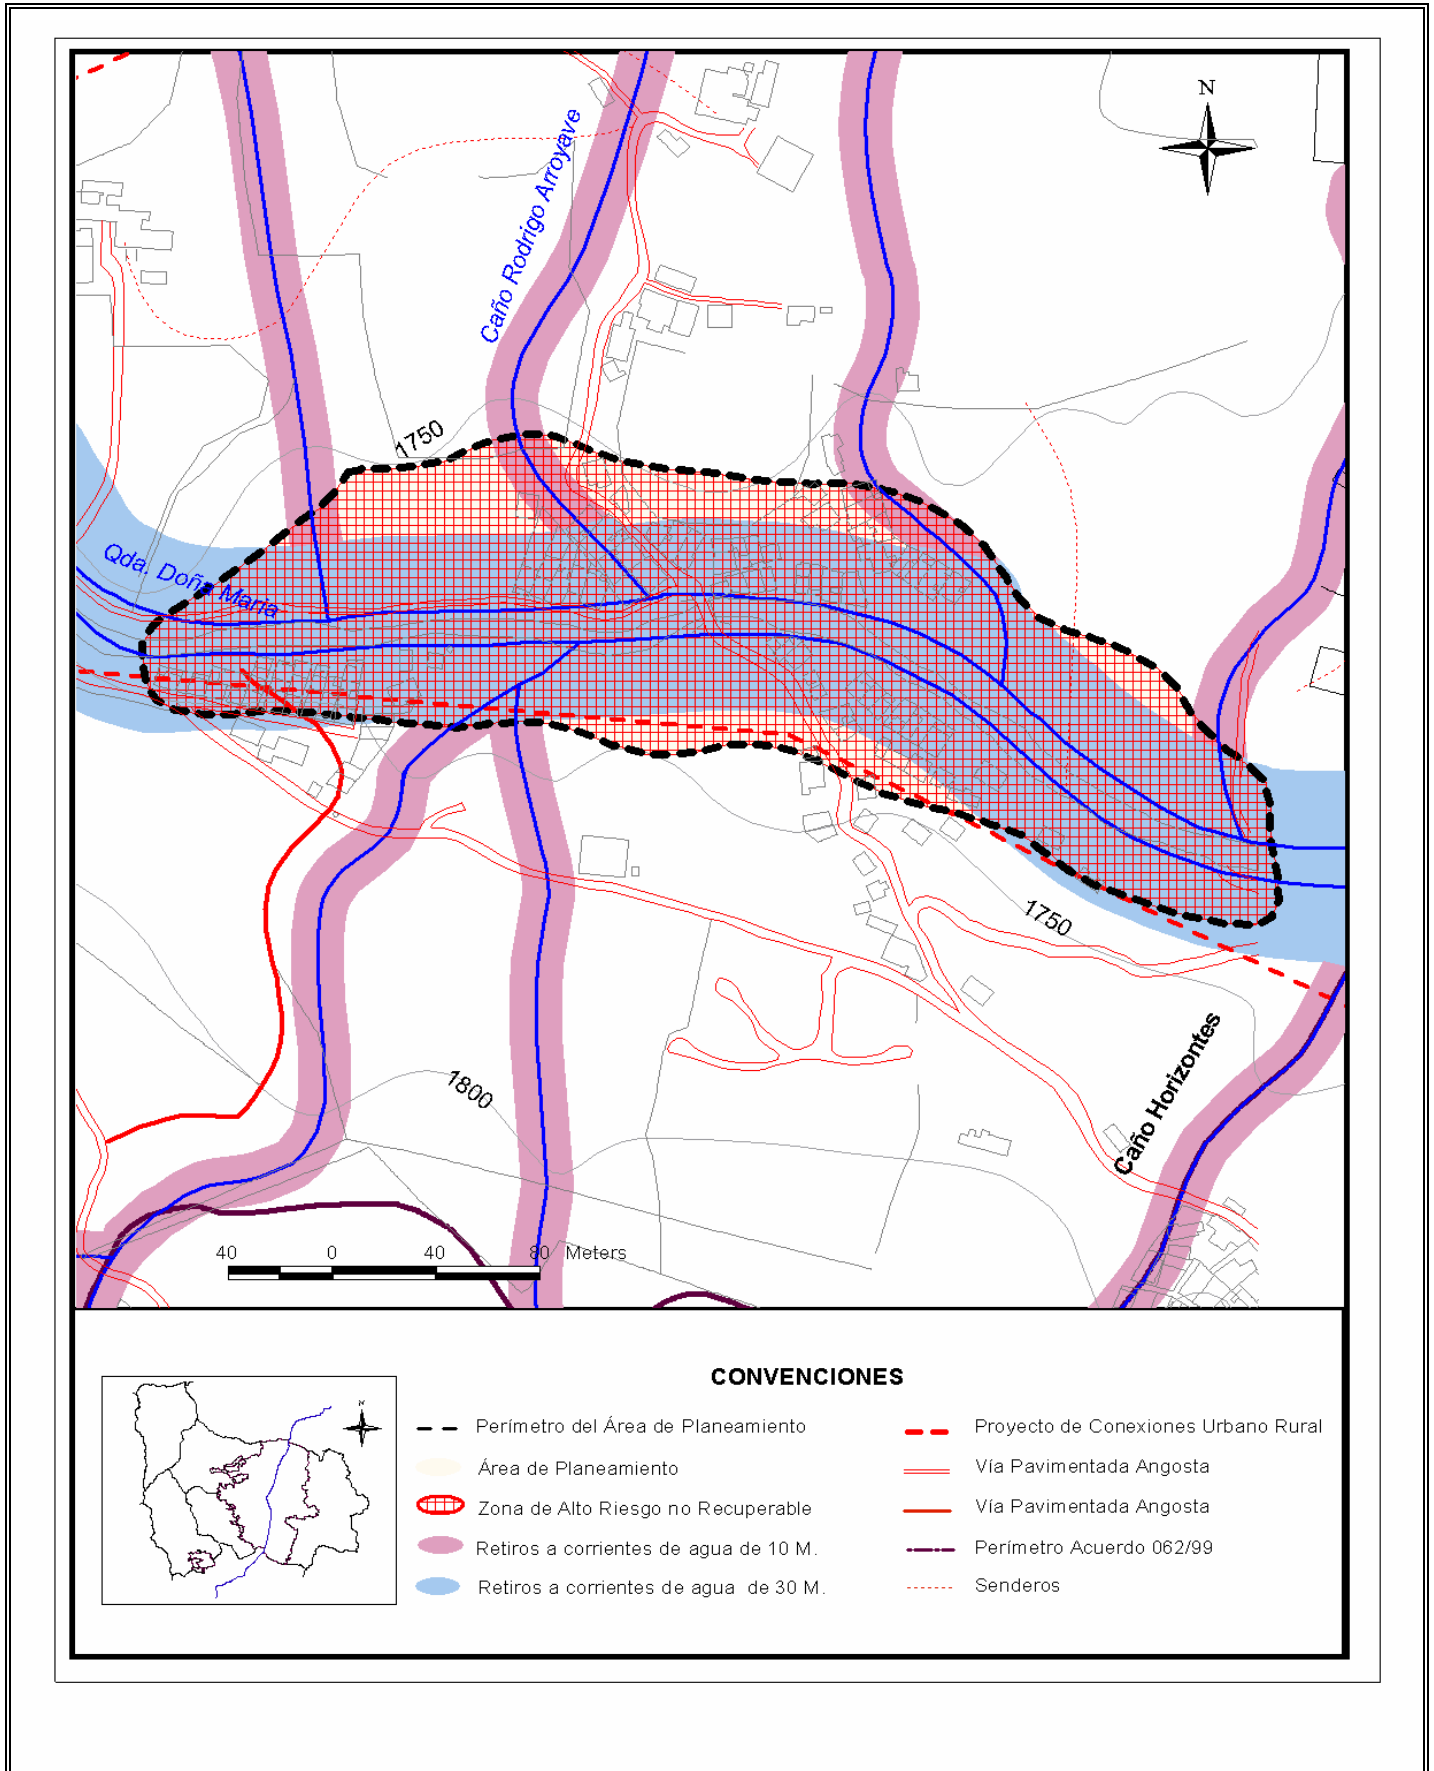 N
Caño Rodrigo Arroyave
1750
Qda. Doña Maria
1750
Caño Horizontes
1800
40 0 40 80 Meters
CONVENCIONES
N
Perímetro del Área de Planeamiento
Área de Planeamiento
Zona de Alto Riesgo no Recuperable
Retiros a corrientes de agua de 10 M.
Retiros a corrientes de agua de 30 M.
Proyecto de Conexiones Urbano Rural
Vía Pavimentada Angosta
Vía Pavimentada Angosta
Perímetro Acuerdo 062/99
Senderos